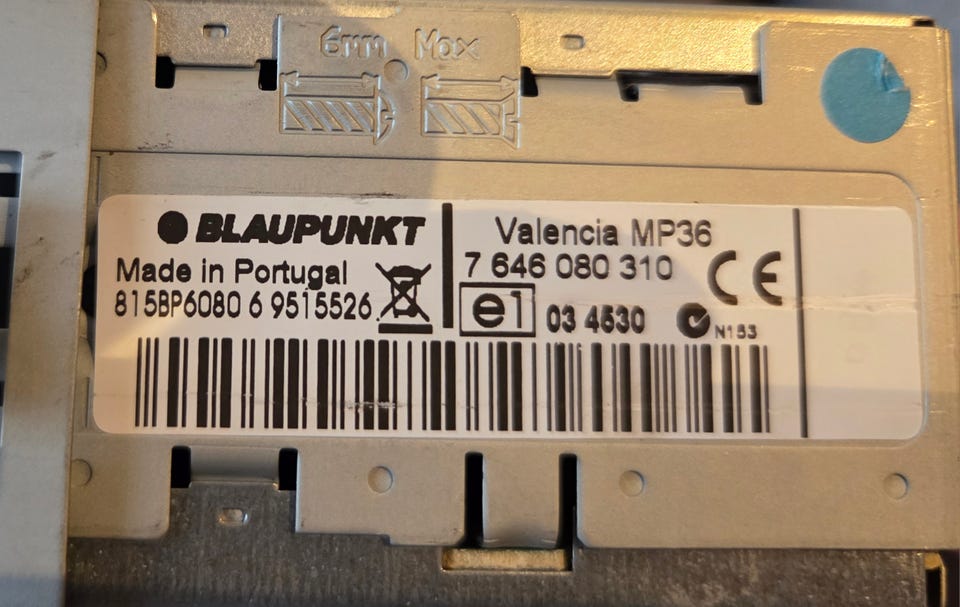 6mm Max
BLAUPUNKT
Made in Portugal
815BP6080 6 9515526
Valencia MP36
7 646 080 310
CE
e1 03 4530
N153